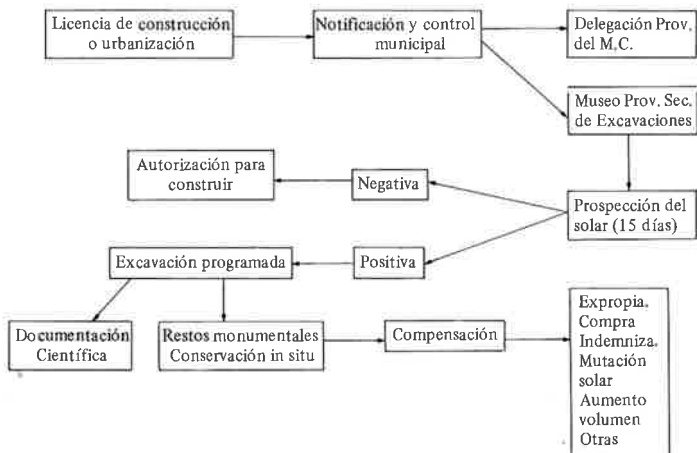 Licencia de construcción
o urbanización
Notificación y control
municipal
Delegación Prov.
del M.C.
Museo Prov. Sec.
de Excavaciones
Autorización para
construir
Negativa
Prospección del
solar (15 días)
Excavación programada
Positiva
Documentación
Científica
Restos monumentales
Conservación in situ
Compensación
Expropia.
Compra
Indemniza.
Mutación
solar
Aumento
volumen
Otras